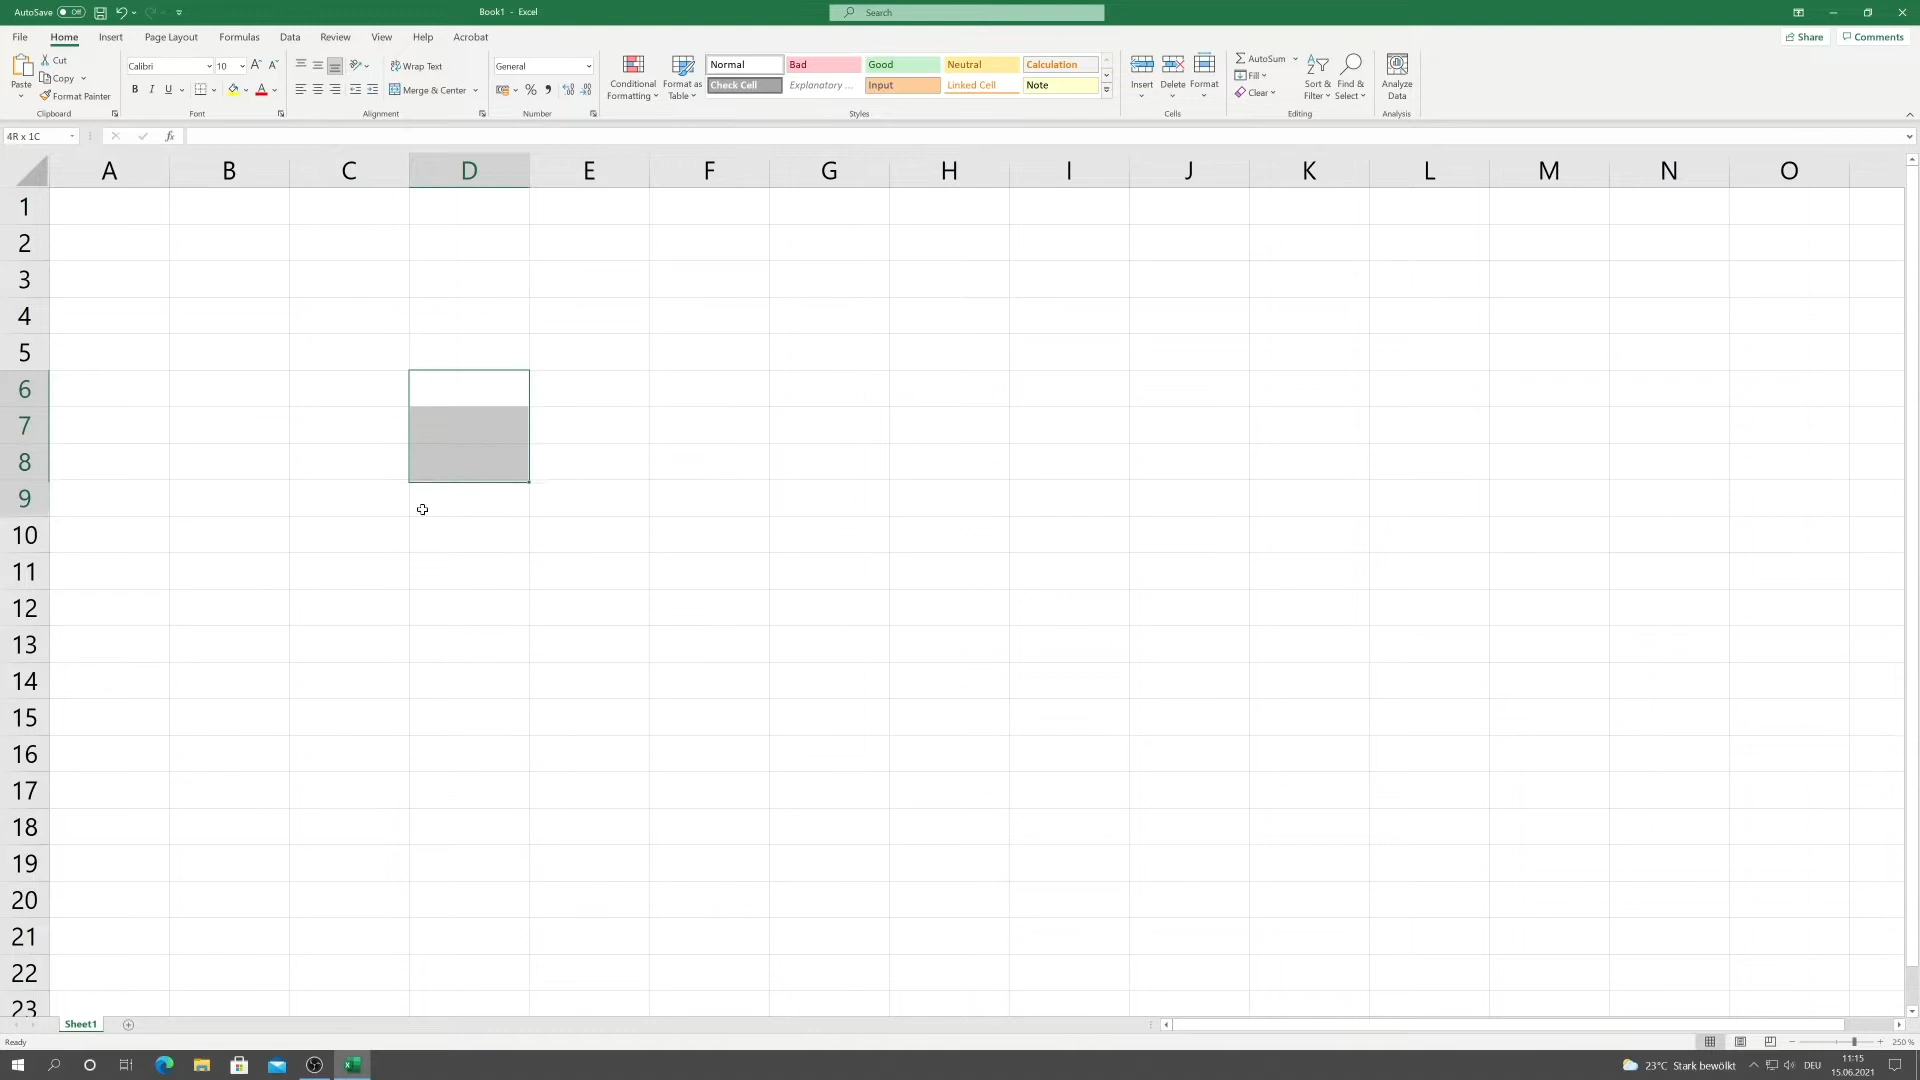 AutoSave Off Book1 - Excel Search
File Home Insert Page Layout Formulas Data Review View Help Acrobat Share Comments
Paste Cut Copy Format Painter Clipboard
Calibri 10 A A B I U A Font
Wrap Text Merge & Center Alignment
General % Number
Conditional Formatting Format as Table
Normal Bad Good Neutral Calculation
Check Cell Explanatory ... Input Linked Cell Note
Styles
Insert Delete Format Cells
AutoSum Fill Clear Sort & Filter Find & Select Editing
Analyze Data Analysis
4R x 1C fx
A B C D E F G H I J K L M N O
1
2
3
4
5
6
7
8
9
10
11
12
13
14
15
16
17
18
19
20
21
22
23
Sheet1
Ready 250 %
23°C Stark bewölkt DEU 11:15
15.06.2021